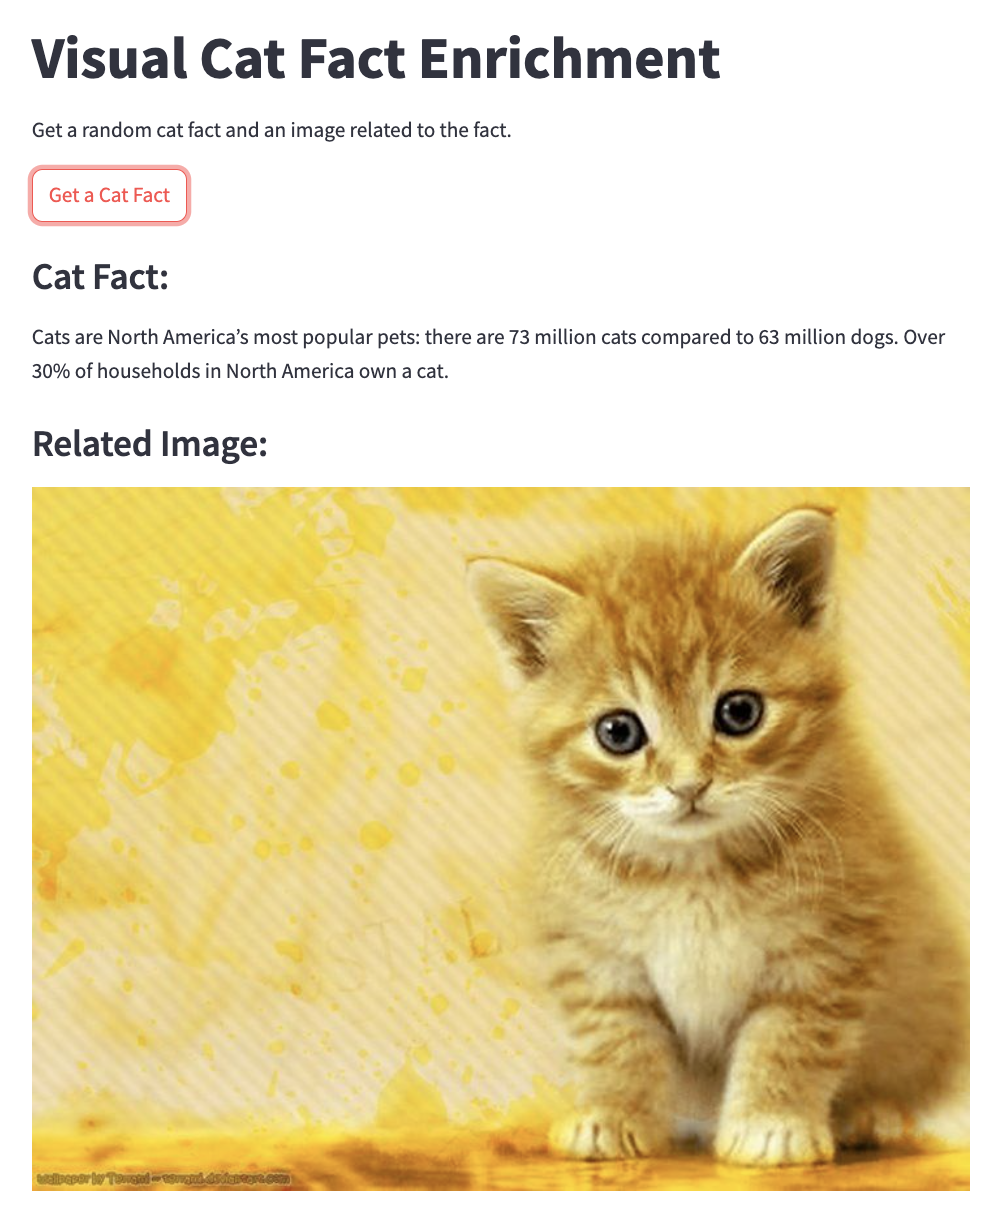 Visual Cat Fact Enrichment
Get a random cat fact and an image related to the fact.
Get a Cat Fact
Cat Fact:
Cats are North America’s most popular pets: there are 73 million cats compared to 63 million dogs. Over
30% of households in North America own a cat.
Related Image:
wallpaper by